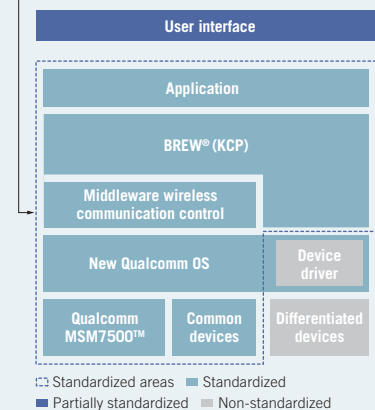 User interface
Application
BREW® (KCP)
Middleware wireless
communication control
New Qualcomm OS
Device
driver
Qualcomm
MSM7500™
Common
devices
Differentiated
devices
Standardized areas
Standardized
Partially standardized
Non-standardized